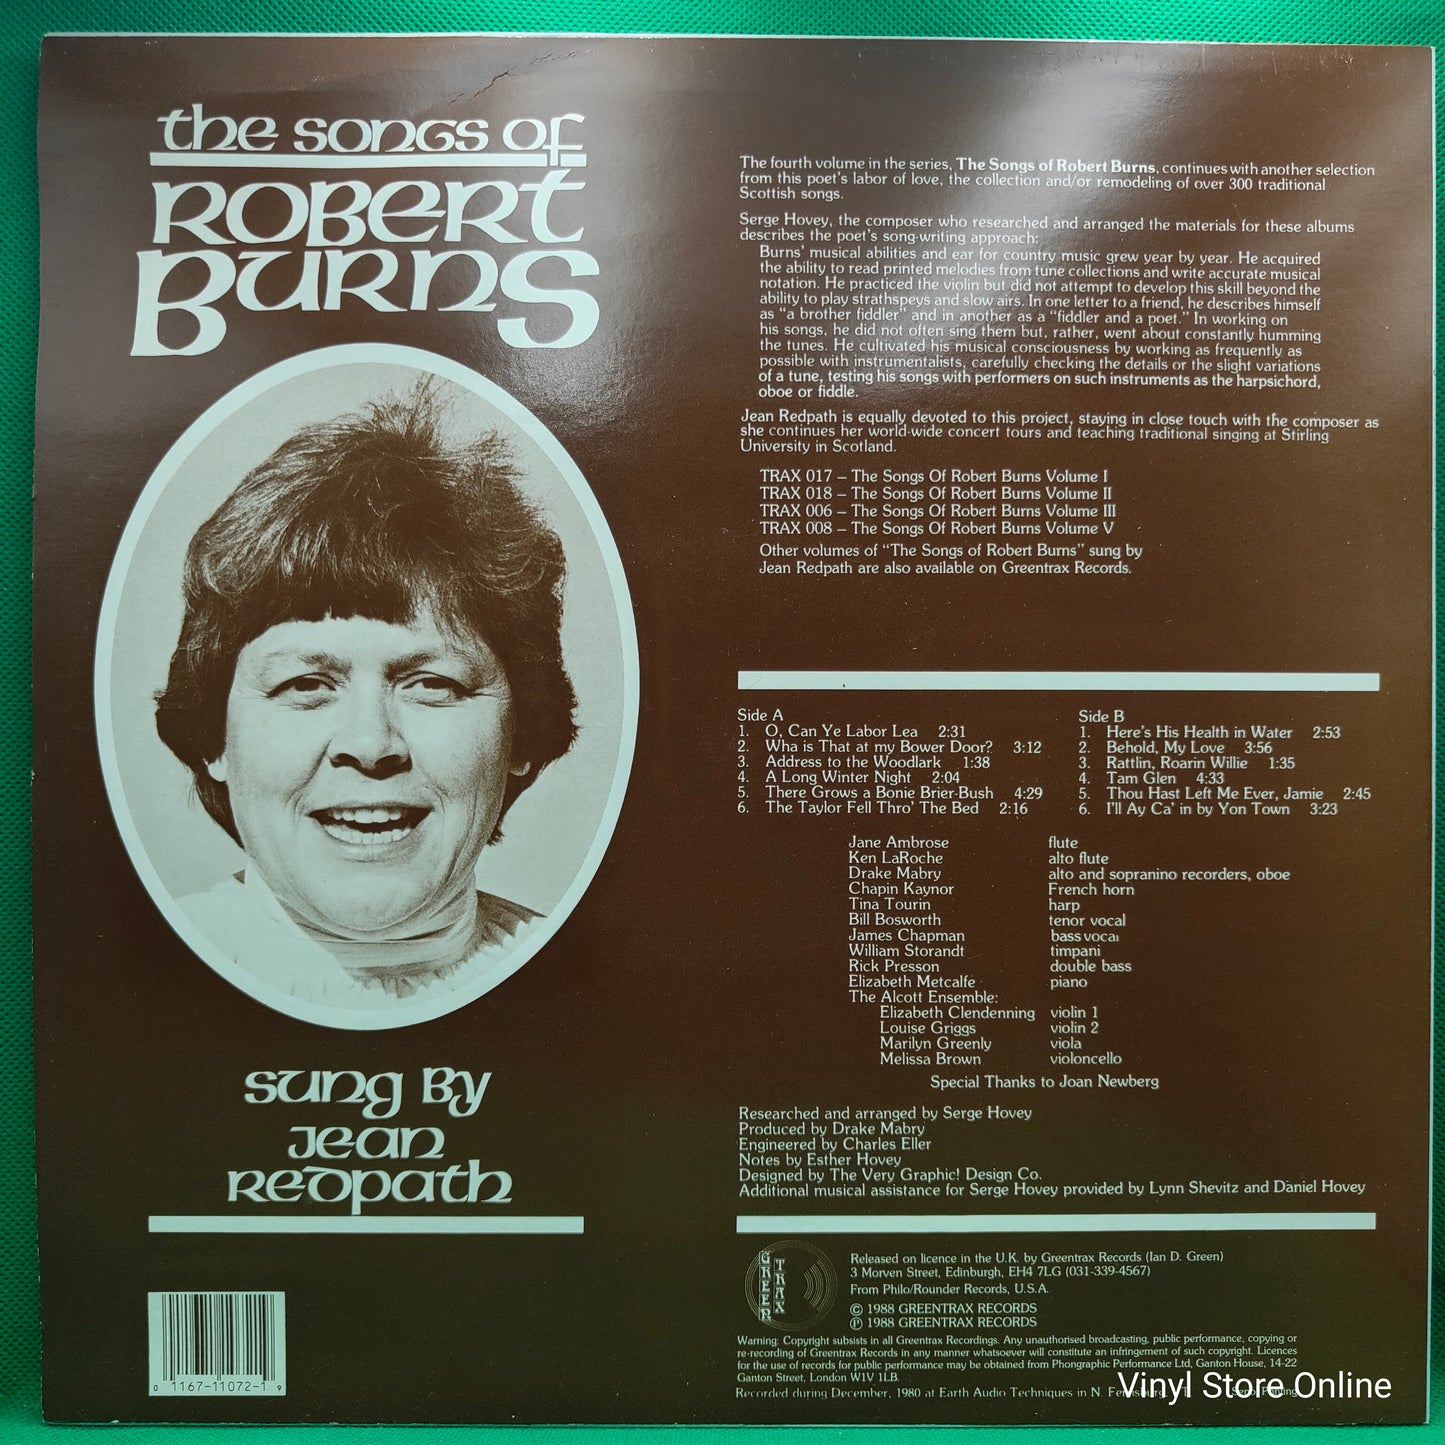 the songs of
Robert
Burns
sung by
Jean
Redpath
0 1167-11072-1 9
The fourth volume in the series, The Songs of Robert Burns, continues with another selection
from this poet's labor of love, the collection and/or remodeling of over 300 traditional
Scottish songs.
Serge Hovey, the composer who researched and arranged the materials for these albums
describes the poet's song-writing approach:
Burns' musical abilities and ear for country music grew year by year. He acquired
the ability to read printed melodies from tune collections and write accurate musical
notation. He practiced the violin but did not attempt to develop this skill beyond the
ability to play strathspeys and slow airs. In one letter to a friend, he describes himself
as "a brother fiddler" and in another as a "fiddler and a poet." In working on
his songs, he did not often sing them but, rather, went about constantly humming
the tunes. He cultivated his musical consciousness by working as frequently as
possible with instrumentalists, carefully checking the details or the slight variations
of a tune, testing his songs with performers on such instruments as the harpsichord,
oboe or fiddle.
Jean Redpath is equally devoted to this project, staying in close touch with the composer as
she continues her world-wide concert tours and teaching traditional singing at Stirling
University in Scotland.
TRAX 017 – The Songs Of Robert Burns Volume I
TRAX 018 – The Songs Of Robert Burns Volume II
TRAX 006 – The Songs Of Robert Burns Volume III
TRAX 008 – The Songs Of Robert Burns Volume V
Other volumes of "The Songs of Robert Burns" sung by
Jean Redpath are also available on Greentrax Records.
Side A
1. O, Can Ye Labor Lea 2:31
2. Wha is That at my Bower Door? 3:12
3. Address to the Woodlark 1:38
4. A Long Winter Night 2:04
5. There Grows a Bonie Brier-Bush 4:29
6. The Taylor Fell Thro' The Bed 2:16
Side B
1. Here's His Health in Water 2:53
2. Behold, My Love 3:56
3. Rattlin, Roarin Willie 1:35
4. Tam Glen 4:33
5. Thou Hast Left Me Ever, Jamie 2:45
6. I'll Ay Ca' in by Yon Town 3:23
Jane Ambrose flute
Ken LaRoche alto flute
Drake Mabry alto and sopranino recorders, oboe
Chapin Kaynor French horn
Tina Tourin harp
Bill Bosworth tenor vocal
James Chapman bass vocal
William Storandt timpani
Rick Presson double bass
Elizabeth Metcalfe piano
The Alcott Ensemble:
Elizabeth Clendenning violin 1
Louise Griggs violin 2
Marilyn Greenly viola
Melissa Brown violoncello
Special Thanks to Joan Newberg
Researched and arranged by Serge Hovey
Produced by Drake Mabry
Engineered by Charles Eller
Notes by Esther Hovey
Designed by The Very Graphic! Design Co.
Additional musical assistance for Serge Hovey provided by Lynn Shevitz and Daniel Hovey
GREEN
TRAX
Released on licence in the U.K. by Greentrax Records (Ian D. Green)
3 Morven Street, Edinburgh, EH4 7LG (031-339-4567)
From Philo/Rounder Records, U.S.A.
© 1988 GREENTRAX RECORDS
℗ 1988 GREENTRAX RECORDS
Warning: Copyright subsists in all Greentrax Recordings. Any unauthorised broadcasting, public performance, copying or
re-recording of Greentrax Records in any manner whatsoever will constitute an infringement of such copyright. Licences
for the use of records for public performance may be obtained from Phonographic Performance Ltd, Ganton House, 14-22
Ganton Street, London W1V 1LB.
Recorded during December, 1980 at Earth Audio Techniques in N.
Vinyl Store Online